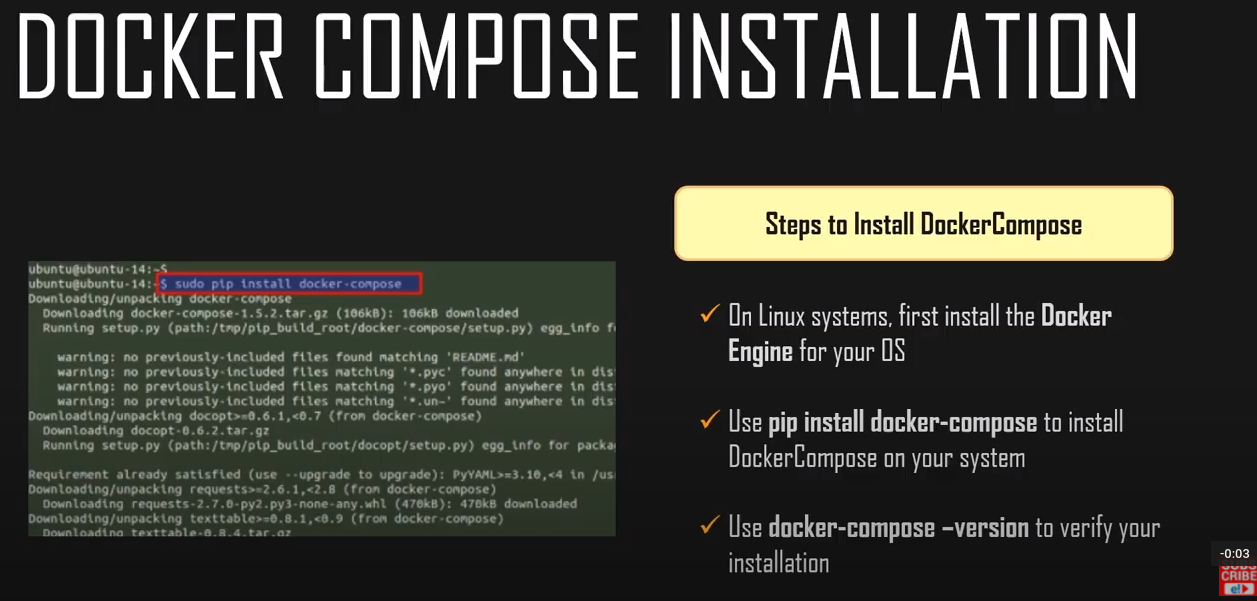 DOCKER COMPOSE INSTALLATION
Steps to Install DockerCompose
ubuntu@ubuntu-14:~$
ubuntu@ubuntu-14:~$ sudo pip install docker-compose
Downloading/unpacking docker-compose
Downloading docker-compose-1.5.2.tar.gz (106kB): 106kB downloaded
Running setup.py (path:/tmp/pip_build_root/docker-compose/setup.py) egg_info f
warning: no previously-included files found matching 'README.md'
warning: no previously-included files matching '*.pyc' found anywhere in dis
warning: no previously-included files matching '*.pyo' found anywhere in dis
warning: no previously-included files matching '*.un~' found anywhere in dis
Downloading/unpacking docopt>=0.6.1,<0.7 (from docker-compose)
Downloading docopt-0.6.2.tar.gz
Running setup.py (path:/tmp/pip_build_root/docopt/setup.py) egg_info for packa
Requirement already satisfied (use --upgrade to upgrade): PyYAML>=3.10,<4 in /us
Downloading/unpacking requests>=2.6.1,<2.8 (from docker-compose)
Downloading requests-2.7.0-py2.py3-none-any.whl (470kB): 470kB downloaded
Downloading/unpacking texttable>=0.8.1,<0.9 (from docker-compose)
Downloading texttable-0.8.4.tar.gz
✓ On Linux systems, first install the Docker
Engine for your OS
✓ Use pip install docker-compose to install
DockerCompose on your system
✓ Use docker-compose –version to verify your
installation
-0:03
SUBS
CRIBE
e!